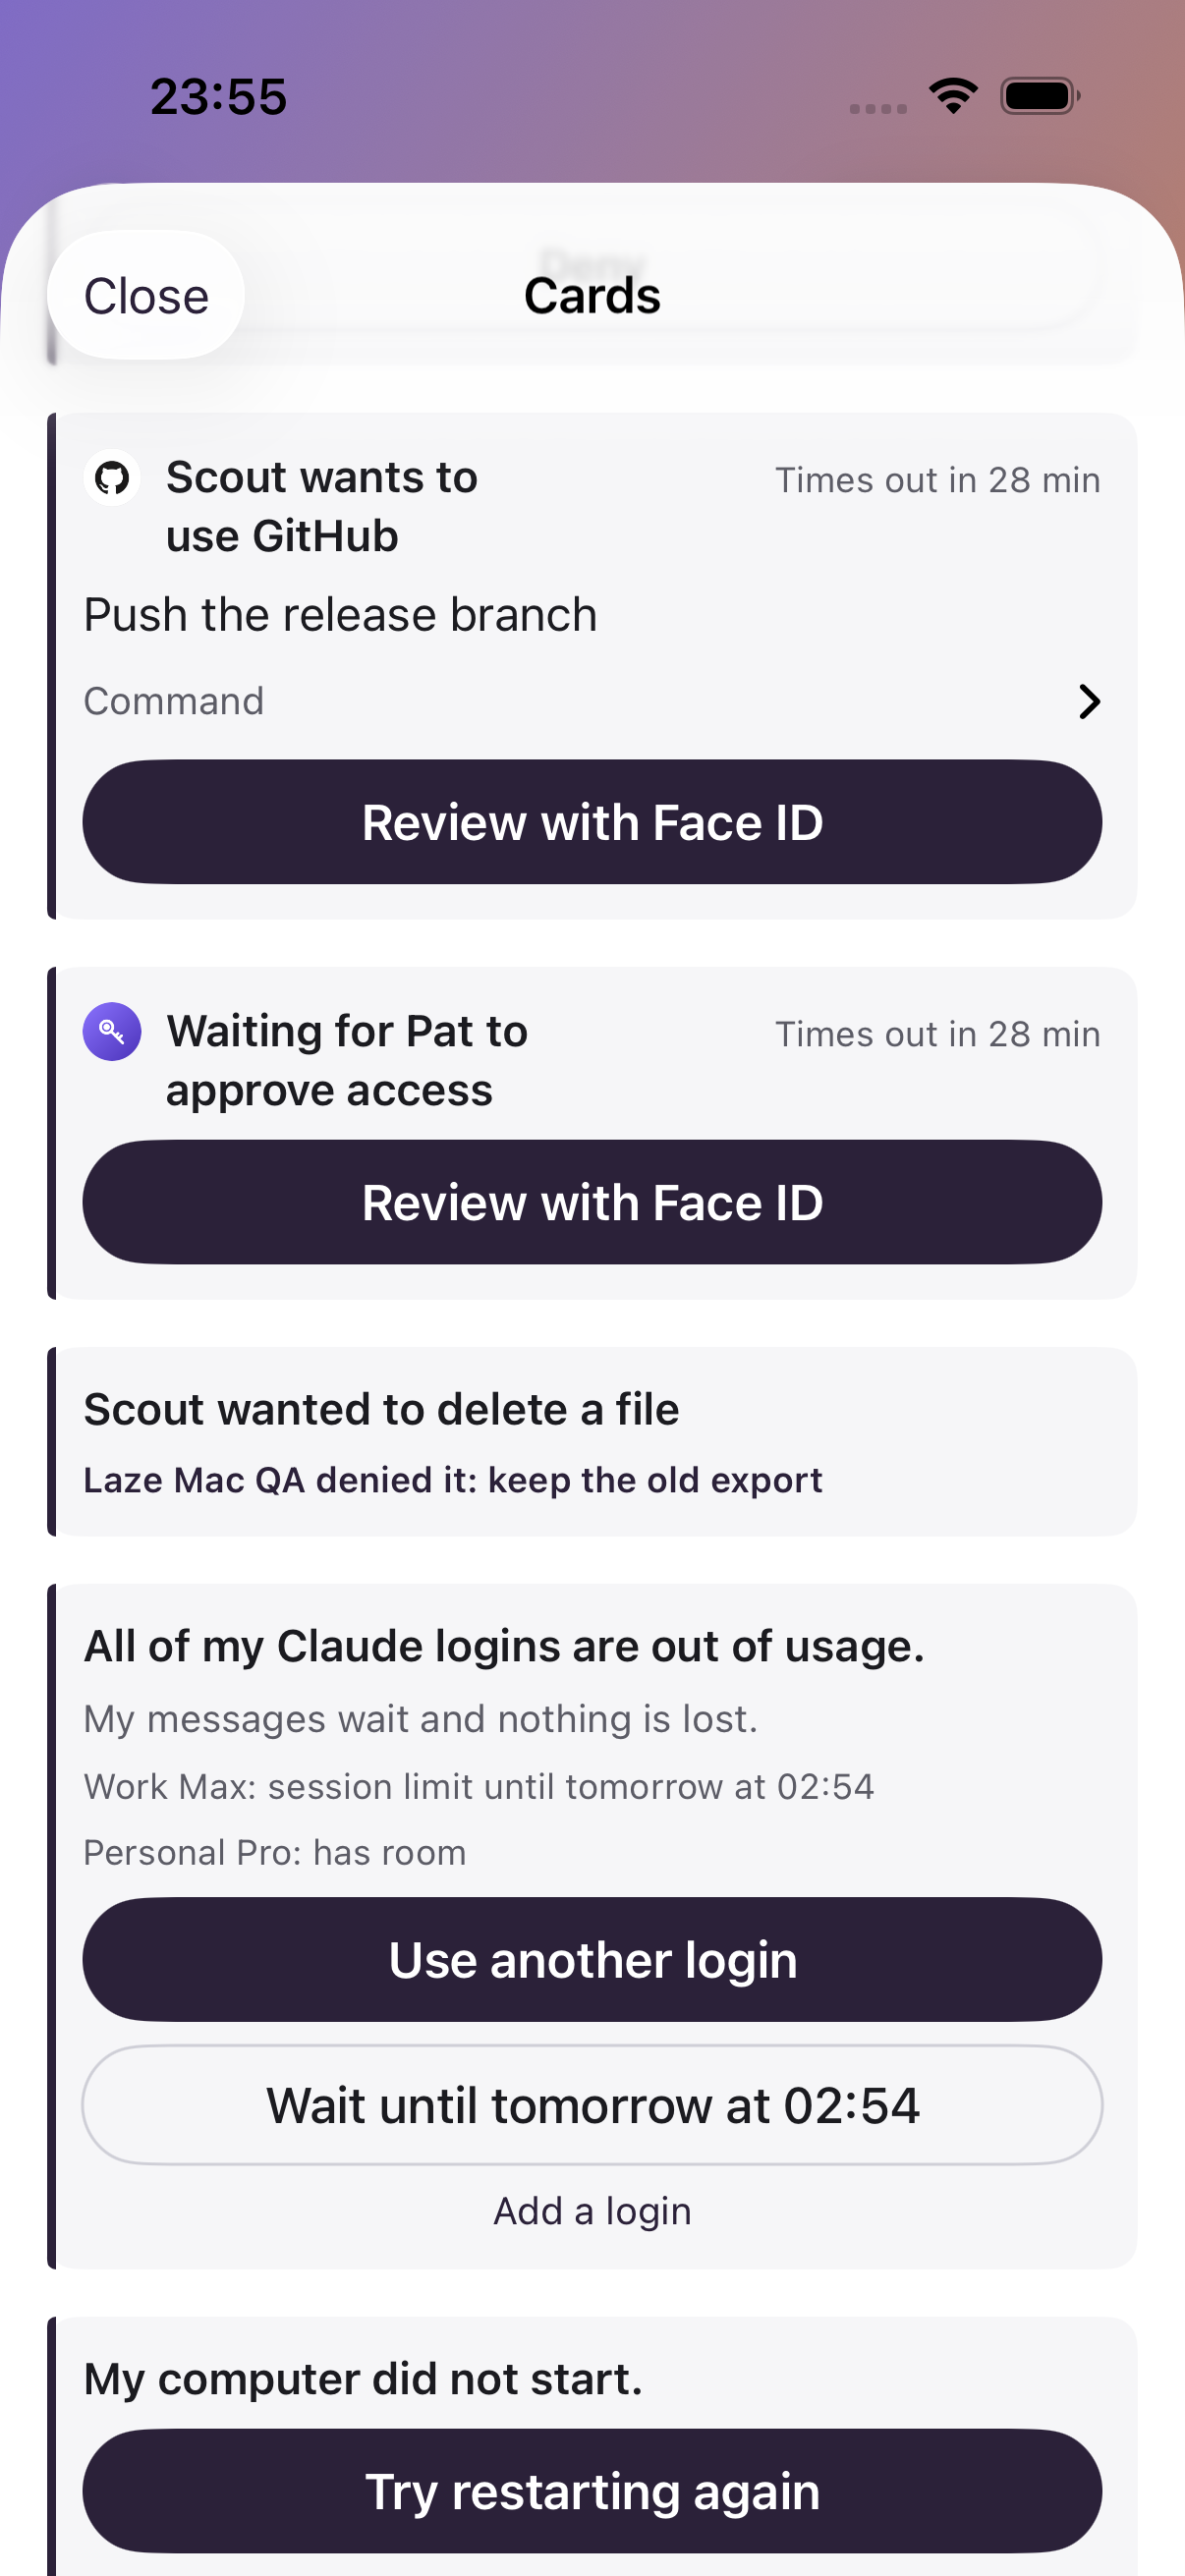 23:55
Deny
Close
Cards
Scout wants to
use GitHub
Times out in 28 min
Push the release branch
Command
Review with Face ID
Waiting for Pat to
approve access
Times out in 28 min
Review with Face ID
Scout wanted to delete a file
Laze Mac QA denied it: keep the old export
All of my Claude logins are out of usage.
My messages wait and nothing is lost.
Work Max: session limit until tomorrow at 02:54
Personal Pro: has room
Use another login
Wait until tomorrow at 02:54
Add a login
My computer did not start.
Try restarting again